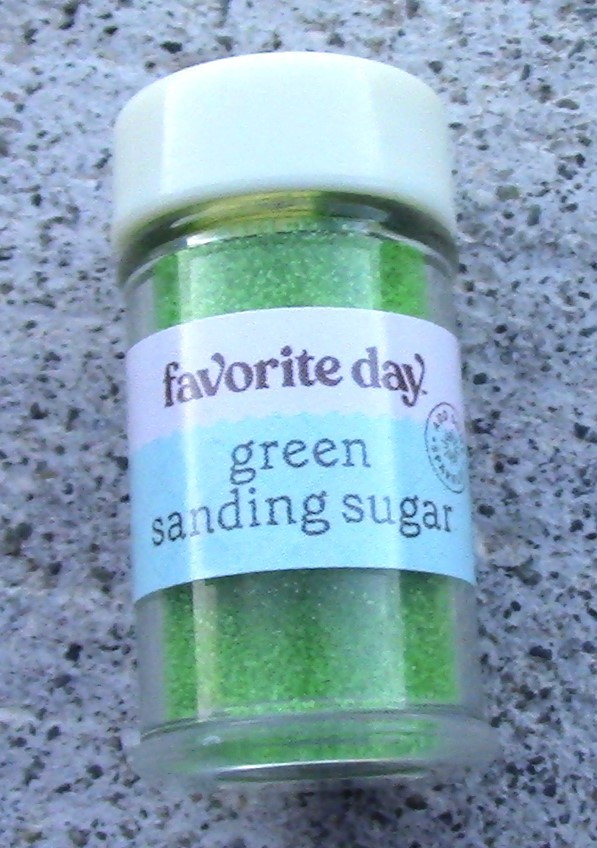 favorite day
green
sanding sugar